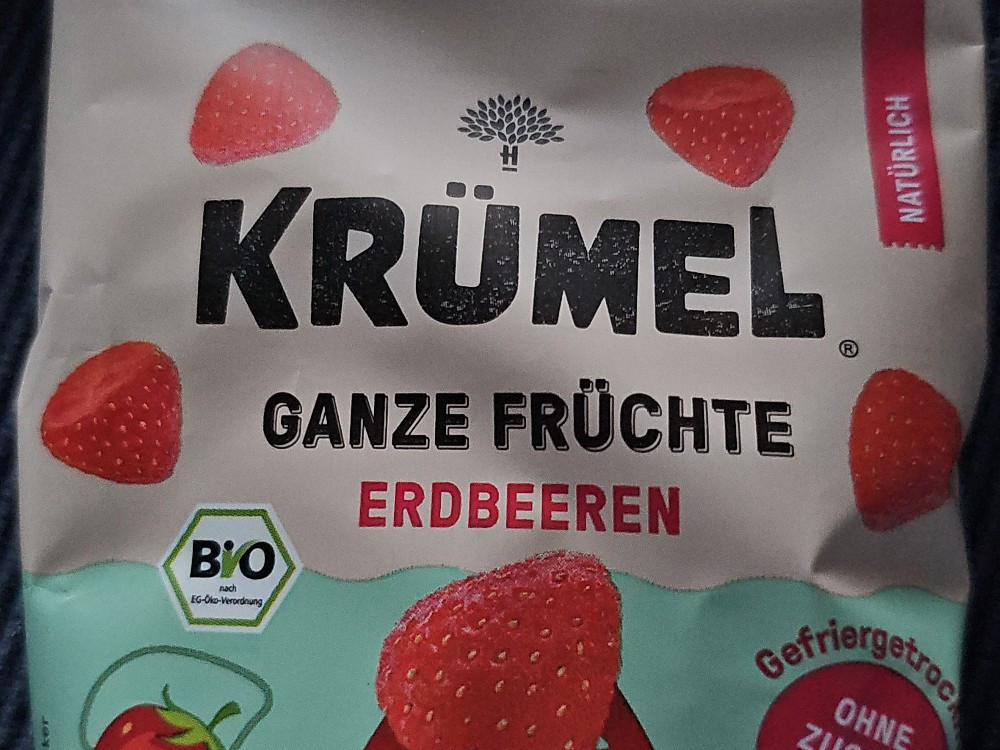 NATÜRLICH
H
KRÜMEL®
GANZE FRÜCHTE
ERDBEEREN
BIO
nach
EG-Öko-Verordnung
OHNE